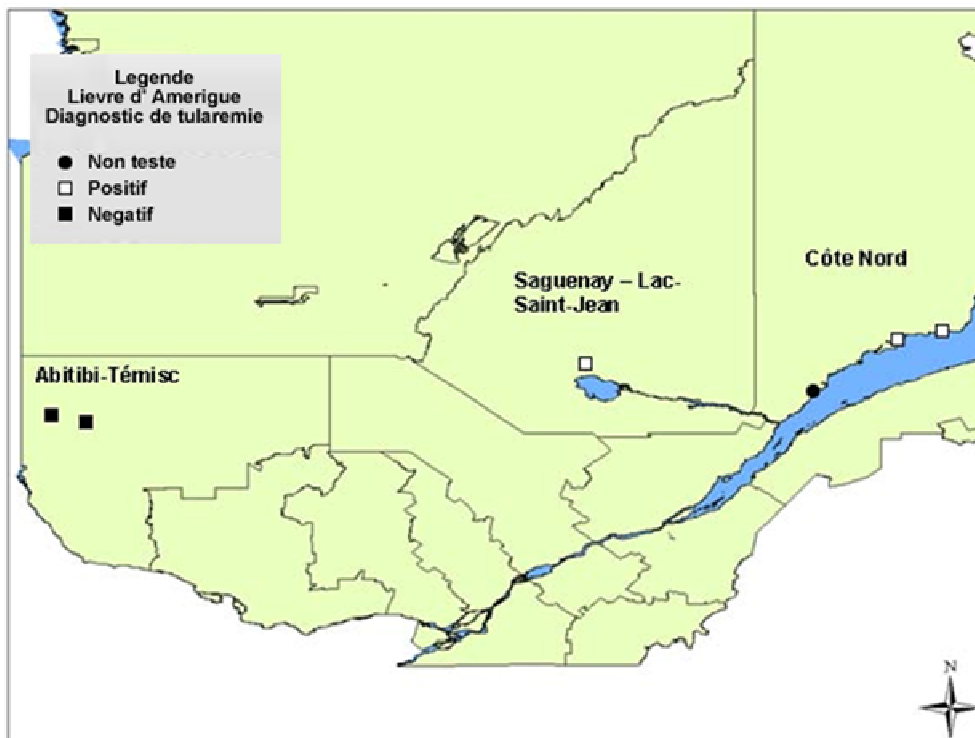 Legende
Lievre d' Amerigue
Diagnostic de tularemie
Non teste
Positif
Negatif
Côte Nord
Saguenay – Lac-
Saint-Jean
Abitibi-Témisc
N